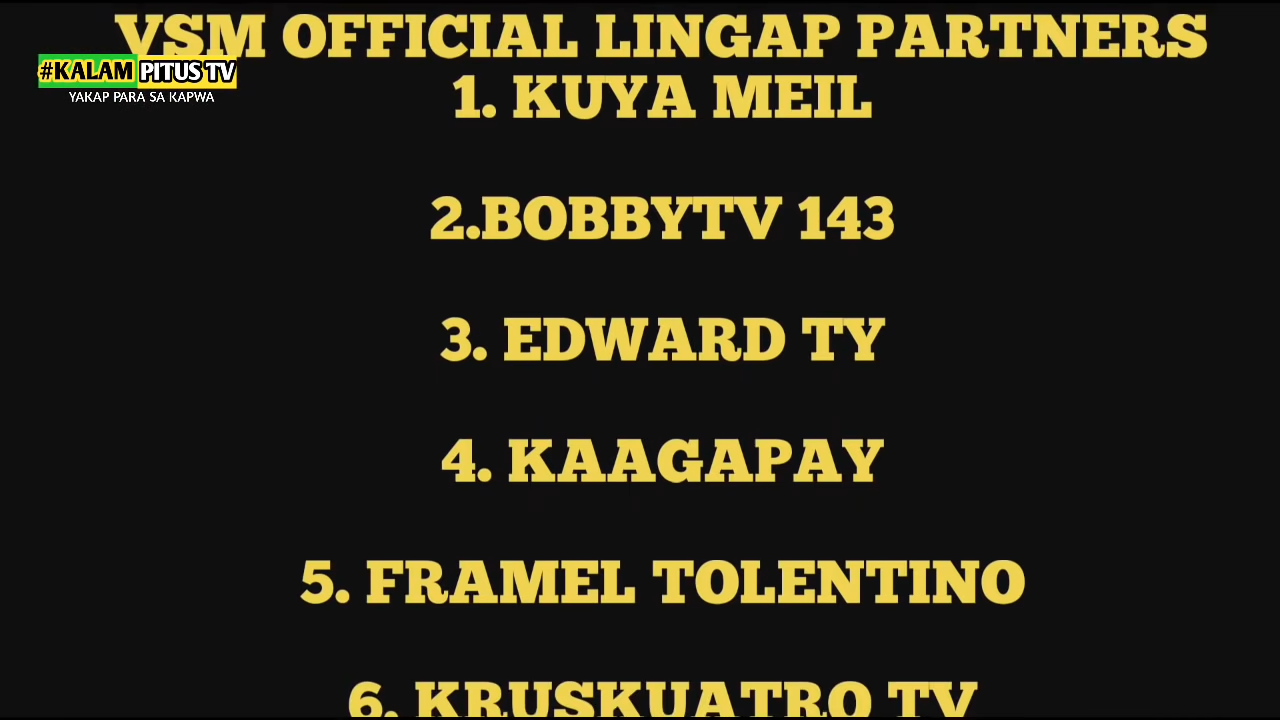 VSM OFFICIAL LINGAP PARTNERS
#KALAM PITUS TV
YAKAP PARA SA KAPWA
1. KUYA MEIL
2.BOBBYTV 143
3. EDWARD TY
4. KAAGAPAY
5. FRAMEL TOLENTINO
6. KRUSKUATRO TV